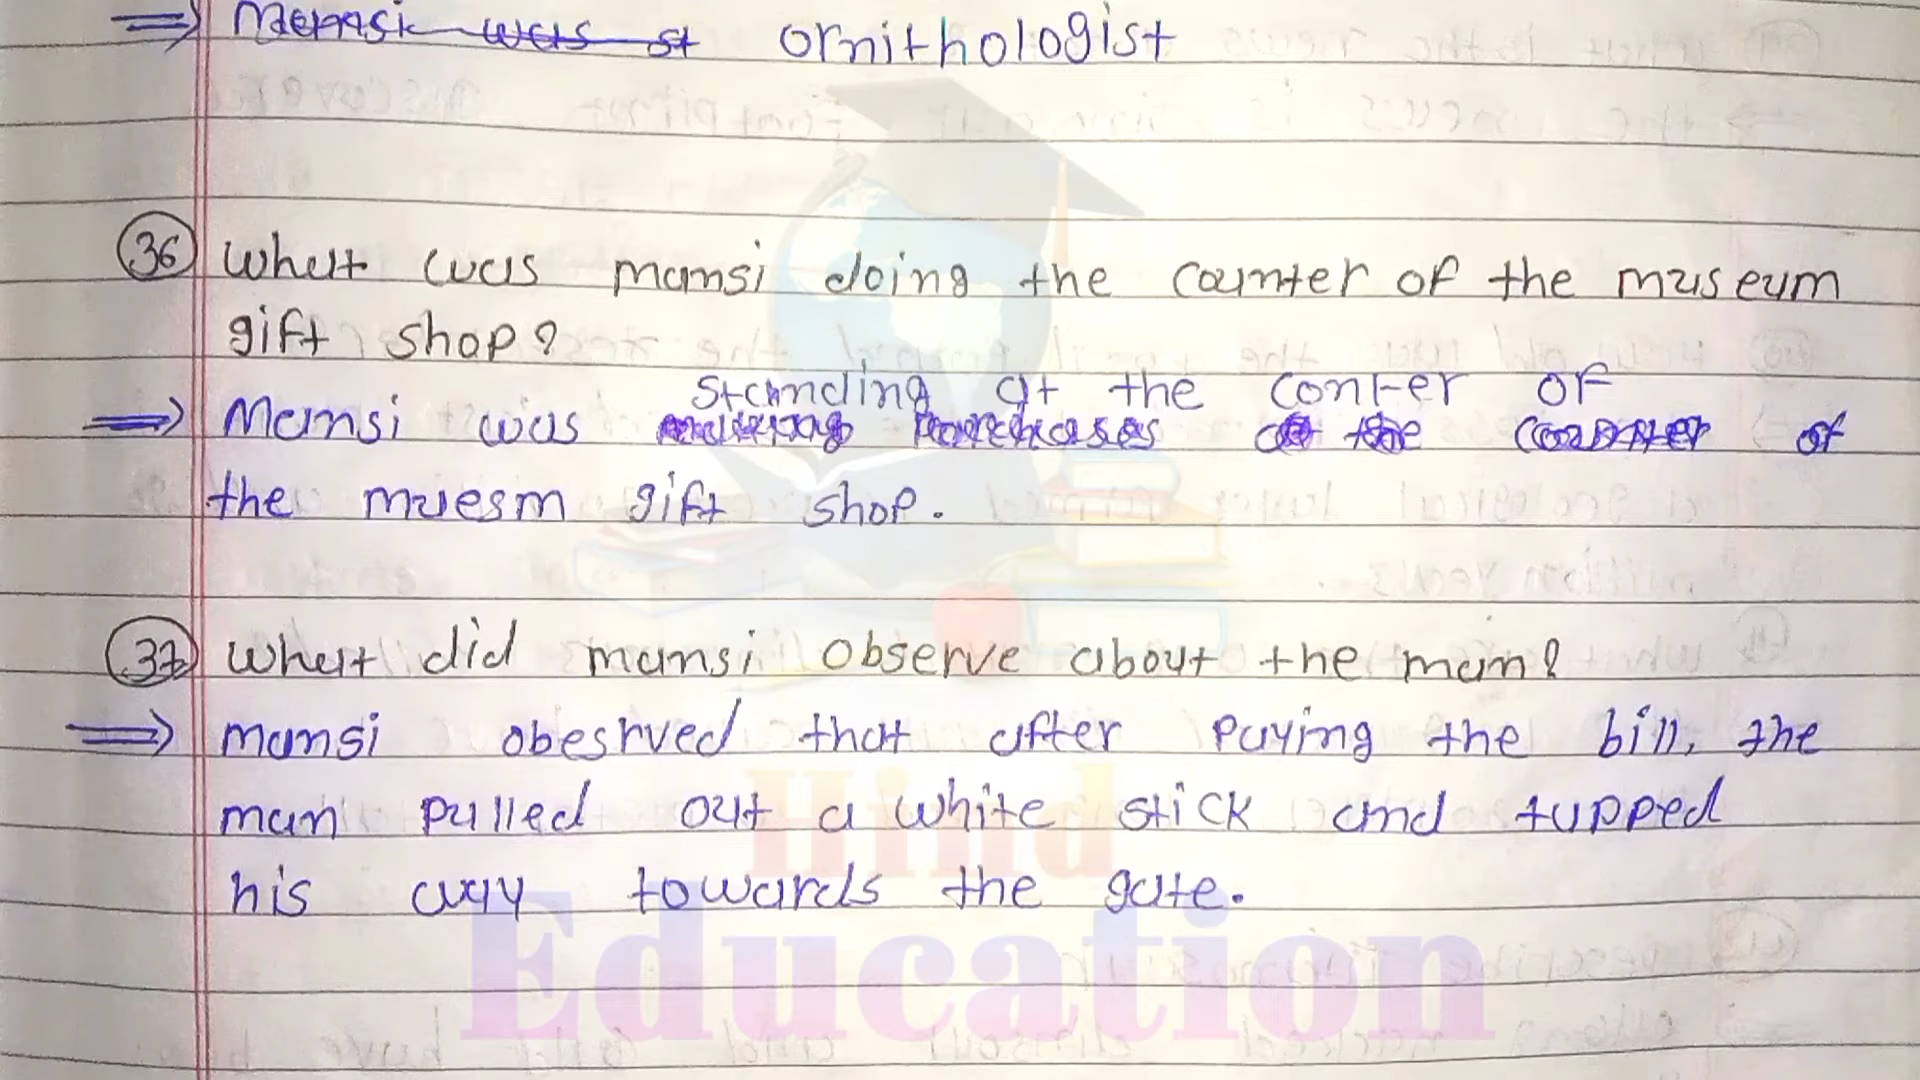 ornithologist
36 What was mansi doing the counter of the museum
gift shop?
standing at the conter of
⇒ Mansi was
the muesm gift shop.
37 What did mansi observe about the man?
⇒ mansi obeshrved that after paying the bill, the
man pulled out a white stick and tapped
his way towards the gate.
Hind
Education